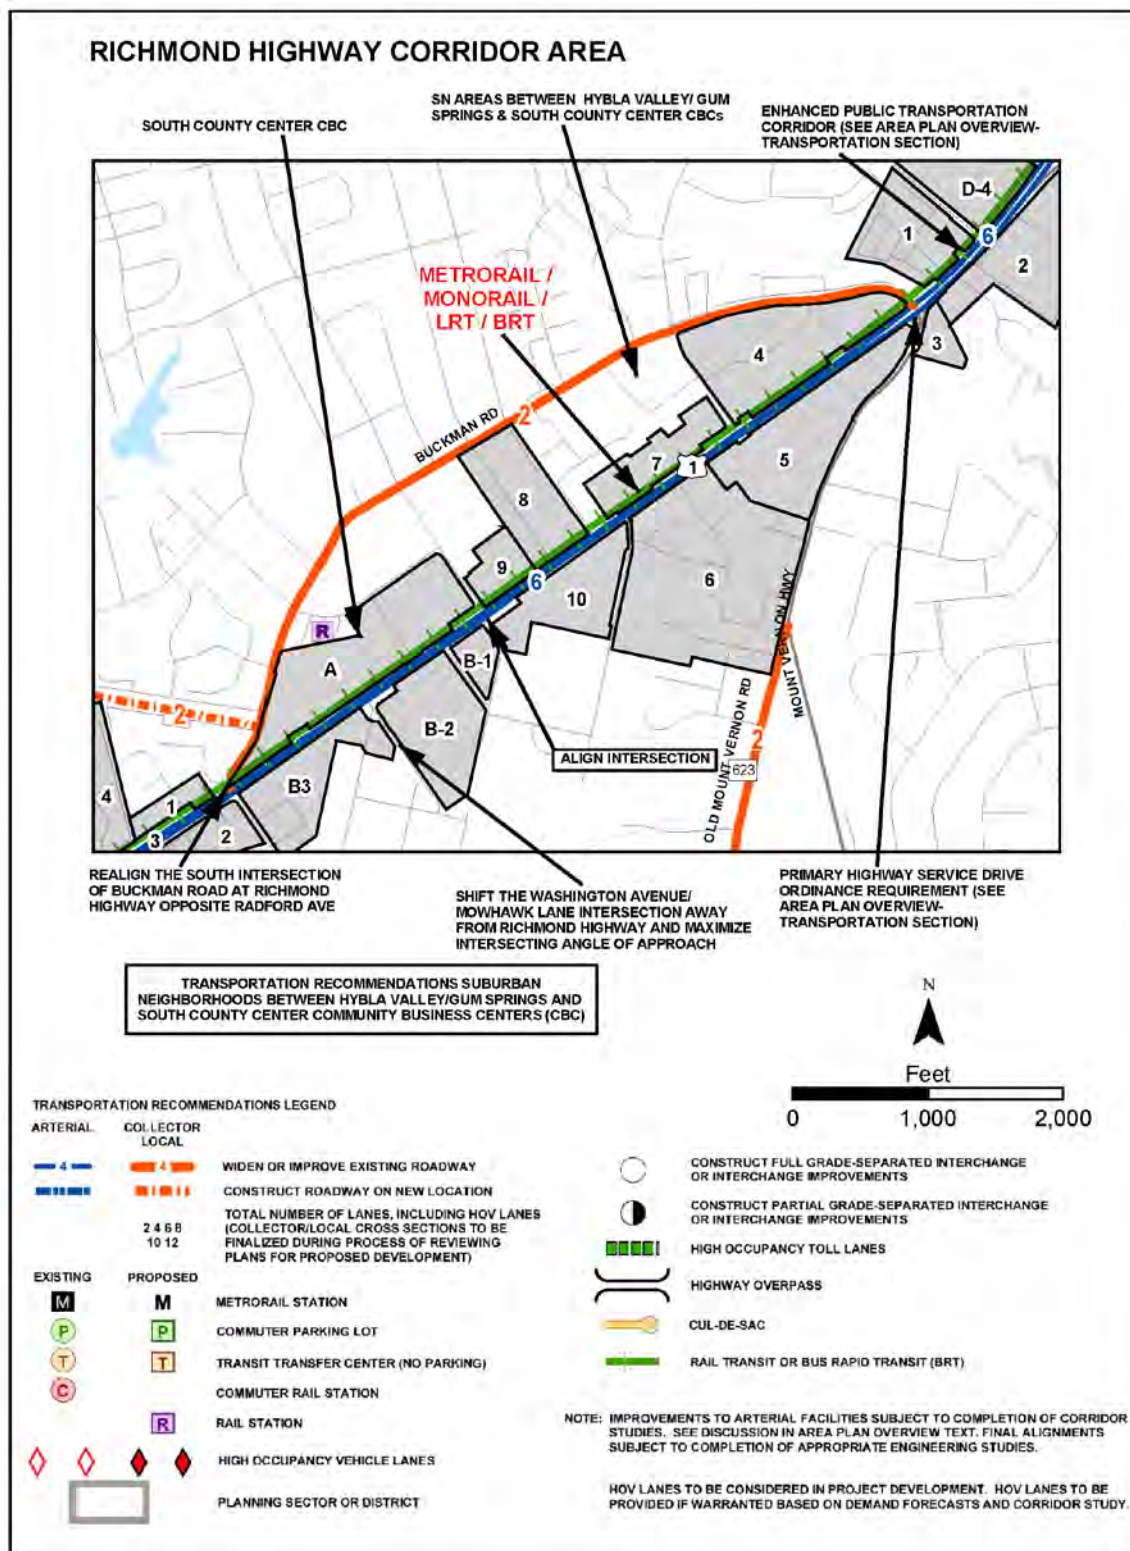 RICHMOND HIGHWAY CORRIDOR AREA
SN AREAS BETWEEN HYBLA VALLEY/ GUM
SPRINGS & SOUTH COUNTY CENTER CBCs
SOUTH COUNTY CENTER CBC
ENHANCED PUBLIC TRANSPORTATION
CORRIDOR (SEE AREA PLAN OVERVIEW-
TRANSPORTATION SECTION)
D-4
1
6
2
METRORAIL /
MONORAIL /
LRT / BRT
4
3
BUCKMAN RD
2
7
1
5
8
9
6
10
6
MOUNT VERNON HWY
R
A
B-1
2
B-2
ALIGN INTERSECTION
OLD MOUNT VERNON RD
2
623
B3
4
1
3
2
REALIGN THE SOUTH INTERSECTION
OF BUCKMAN ROAD AT RICHMOND
HIGHWAY OPPOSITE RADFORD AVE
SHIFT THE WASHINGTON AVENUE/
MOWHAWK LANE INTERSECTION AWAY
FROM RICHMOND HIGHWAY AND MAXIMIZE
INTERSECTING ANGLE OF APPROACH
PRIMARY HIGHWAY SERVICE DRIVE
ORDINANCE REQUIREMENT (SEE
AREA PLAN OVERVIEW-
TRANSPORTATION SECTION)
TRANSPORTATION RECOMMENDATIONS SUBURBAN
NEIGHBORHOODS BETWEEN HYBLA VALLEY/GUM SPRINGS AND
SOUTH COUNTY CENTER COMMUNITY BUSINESS CENTERS (CBC)
N
Feet
0 1,000 2,000
TRANSPORTATION RECOMMENDATIONS LEGEND
ARTERIAL COLLECTOR
LOCAL
4 4 WIDEN OR IMPROVE EXISTING ROADWAY
CONSTRUCT ROADWAY ON NEW LOCATION
TOTAL NUMBER OF LANES, INCLUDING HOV LANES
2 4 6 8 (COLLECTOR/LOCAL CROSS SECTIONS TO BE
10 12 FINALIZED DURING PROCESS OF REVIEWING
PLANS FOR PROPOSED DEVELOPMENT)
EXISTING PROPOSED
M M METRORAIL STATION
P P COMMUTER PARKING LOT
T T TRANSIT TRANSFER CENTER (NO PARKING)
C COMMUTER RAIL STATION
R RAIL STATION
HIGH OCCUPANCY VEHICLE LANES
PLANNING SECTOR OR DISTRICT
CONSTRUCT FULL GRADE-SEPARATED INTERCHANGE
OR INTERCHANGE IMPROVEMENTS
CONSTRUCT PARTIAL GRADE-SEPARATED INTERCHANGE
OR INTERCHANGE IMPROVEMENTS
HIGH OCCUPANCY TOLL LANES
HIGHWAY OVERPASS
CUL-DE-SAC
RAIL TRANSIT OR BUS RAPID TRANSIT (BRT)
NOTE: IMPROVEMENTS TO ARTERIAL FACILITIES SUBJECT TO COMPLETION OF CORRIDOR
STUDIES. SEE DISCUSSION IN AREA PLAN OVERVIEW TEXT. FINAL ALIGNMENTS
SUBJECT TO COMPLETION OF APPROPRIATE ENGINEERING STUDIES.
HOV LANES TO BE CONSIDERED IN PROJECT DEVELOPMENT. HOV LANES TO BE
PROVIDED IF WARRANTED BASED ON DEMAND FORECASTS AND CORRIDOR STUDY.